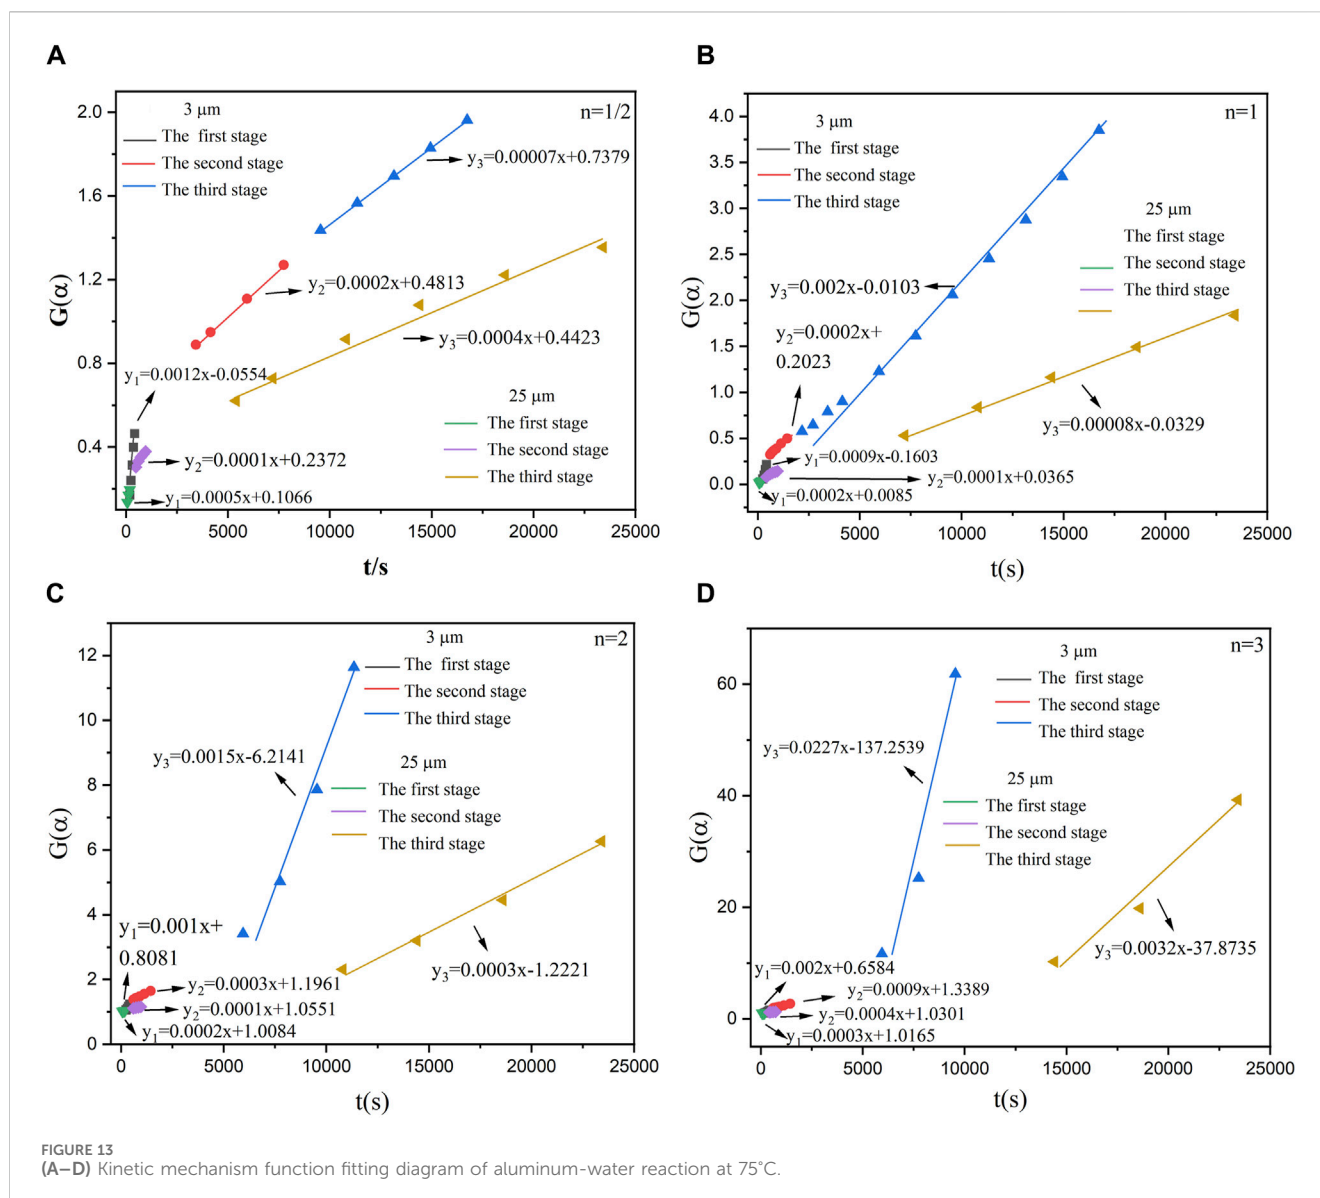 A
n=1/2
3 μm
The first stage
The second stage
The third stage
y₃=0.00007x+0.7379
y₂=0.0002x+0.4813
y₃=0.0004x+0.4423
y₁=0.0012x-0.0554
y₂=0.0001x+0.2372
y₁=0.0005x+0.1066
25 μm
The first stage
The second stage
The third stage
G(α)
2.0
1.6
1.2
0.8
0.4
0
5000
10000
15000
20000
25000
t/s
B
n=1
3 μm
The first stage
The second stage
The third stage
25 μm
The first stage
The second stage
The third stage
y₃=0.002x-0.0103
y₂=0.0002x+
0.2023
y₃=0.00008x-0.0329
y₁=0.0009x-0.1603
y₂=0.0001x+0.0365
y₁=0.0002x+0.0085
G(α)
4.0
3.5
3.0
2.5
2.0
1.5
1.0
0.5
0.0
0
5000
10000
15000
20000
25000
t(s)
C
n=2
3 μm
The first stage
The second stage
The third stage
y₃=0.0015x-6.2141
25 μm
The first stage
The second stage
The third stage
y₁=0.001x+
0.8081
y₃=0.0003x-1.2221
y₂=0.0003x+1.1961
y₂=0.0001x+1.0551
y₁=0.0002x+1.0084
G(α)
12
10
8
6
4
2
0
0
5000
10000
15000
20000
25000
t(s)
D
n=3
3 μm
The first stage
The second stage
The third stage
y₃=0.0227x-137.2539
25 μm
The first stage
The second stage
The third stage
y₃=0.0032x-37.8735
y₁=0.002x+0.6584
y₂=0.0009x+1.3389
y₂=0.0004x+1.0301
y₁=0.0003x+1.0165
G(α)
60
40
20
0
0
5000
10000
15000
20000
25000
t(s)
FIGURE 13
(A–D) Kinetic mechanism function fitting diagram of aluminum-water reaction at 75°C.